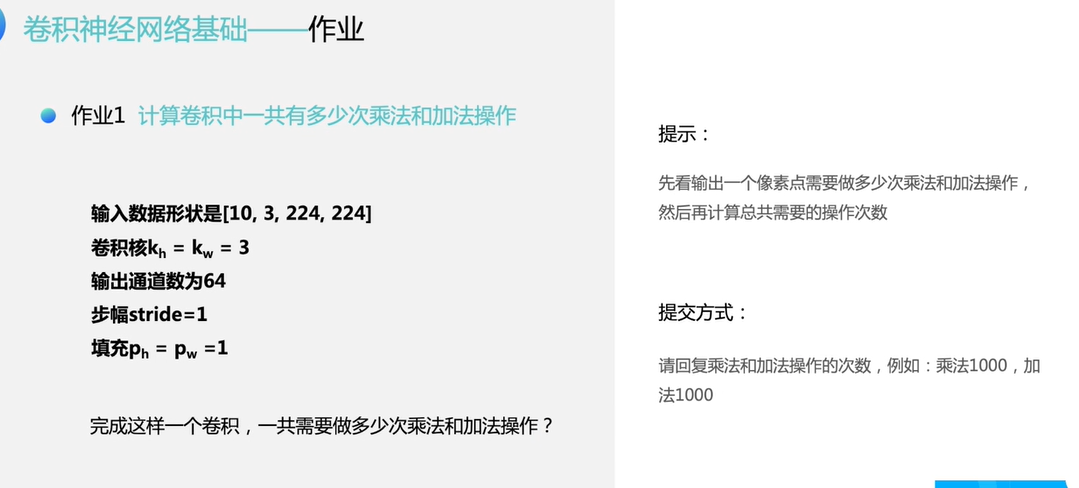 卷积神经网络基础——作业
作业1 计算卷积中一共有多少次乘法和加法操作
输入数据形状是[10, 3, 224, 224]
卷积核kh = kw = 3
输出通道数为64
步幅stride=1
填充ph = pw =1
完成这样一个卷积，一共需要做多少次乘法和加法操作？
提示：
先看输出一个像素点需要做多少次乘法和加法操作，
然后再计算总共需要的操作次数
提交方式：
请回复乘法和加法操作的次数，例如：乘法1000，加
法1000